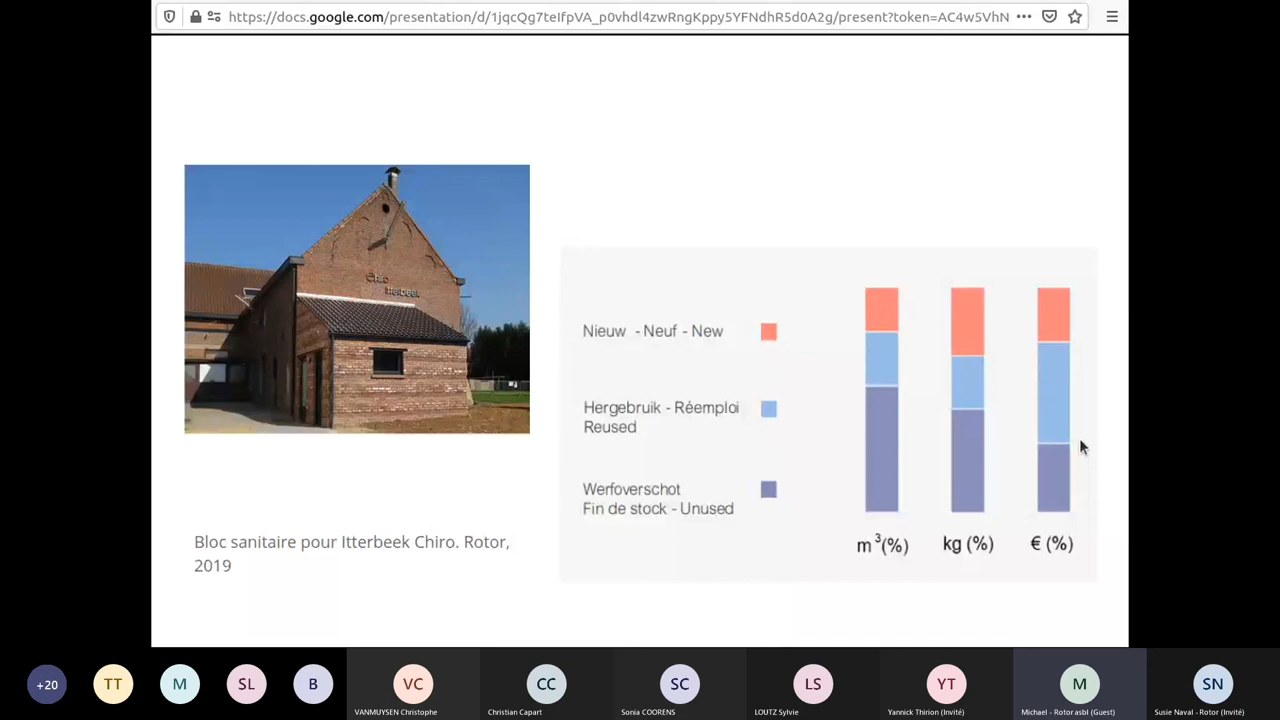 https://docs.google.com/presentation/d/1jqcQg7teIfpVA_p0vhdl4zwRngKppy5YFNdhR5d0A2g/present?token=AC4w5VhN
Chiro
Itterbeek
Nieuw - Neuf - New
Hergebruik - Réemploi
Reused
Werfoverschot
Fin de stock - Unused
m³(%)
kg (%)
€ (%)
Bloc sanitaire pour Itterbeek Chiro. Rotor,
2019
+20
TT
M
SL
B
VC
CC
SC
LS
YT
M
SN
VANMUYSEN Christophe
Christian Capart
Sonia COORENS
LOUTZ Sylvie
Yannick Thirion (Invité)
Michael - Rotor asbl (Guest)
Susie Naval - Rotor (Invité)